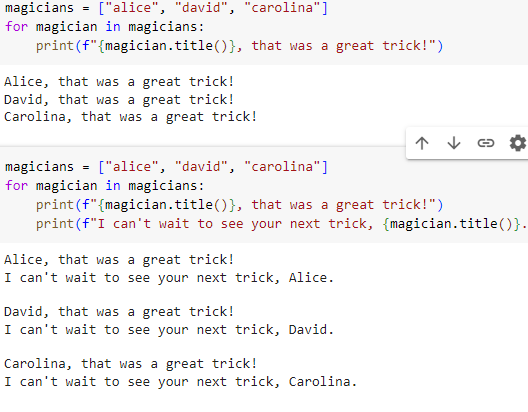 magicians = ["alice", "david", "carolina"]
for magician in magicians:
    print(f"{magician.title()}, that was a great trick!")
Alice, that was a great trick!
David, that was a great trick!
Carolina, that was a great trick!
magicians = ["alice", "david", "carolina"]
for magician in magicians:
    print(f"{magician.title()}, that was a great trick!")
    print(f"I can't wait to see your next trick, {magician.title()}.
Alice, that was a great trick!
I can't wait to see your next trick, Alice.
David, that was a great trick!
I can't wait to see your next trick, David.
Carolina, that was a great trick!
I can't wait to see your next trick, Carolina.